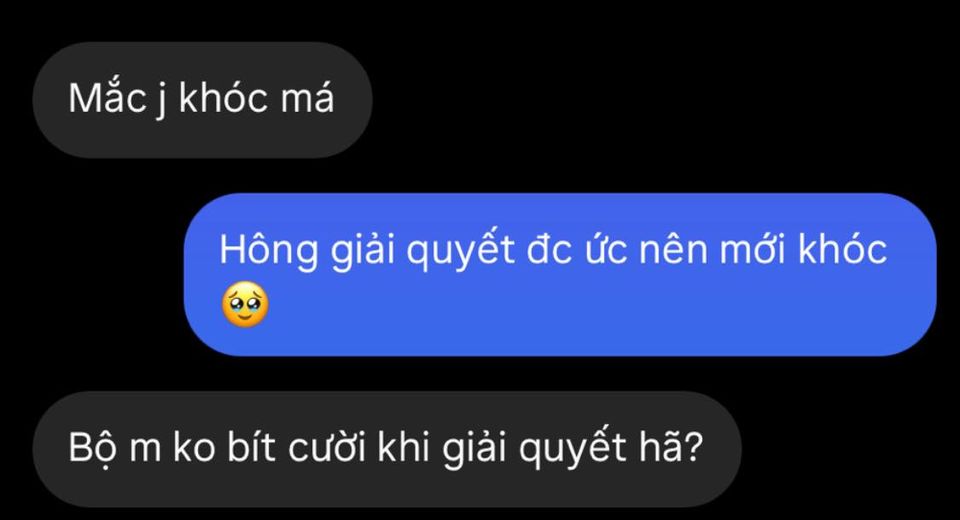 Mắc j khóc má
Hông giải quyết đc ức nên mới khóc
🥹
Bộ m ko bít cười khi giải quyết hã?